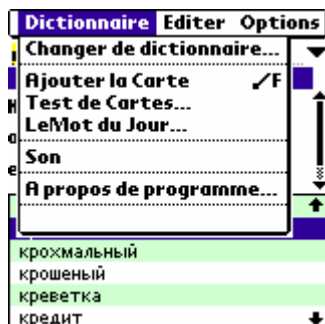 Dictionnaire Editer Options
Changer de dictionnaire...
Ajouter la Carte ✓F
Test de Cartes...
LeMot du Jour...
Son
A propos de programme...
крохмальный
крошеный
креветка
кредит